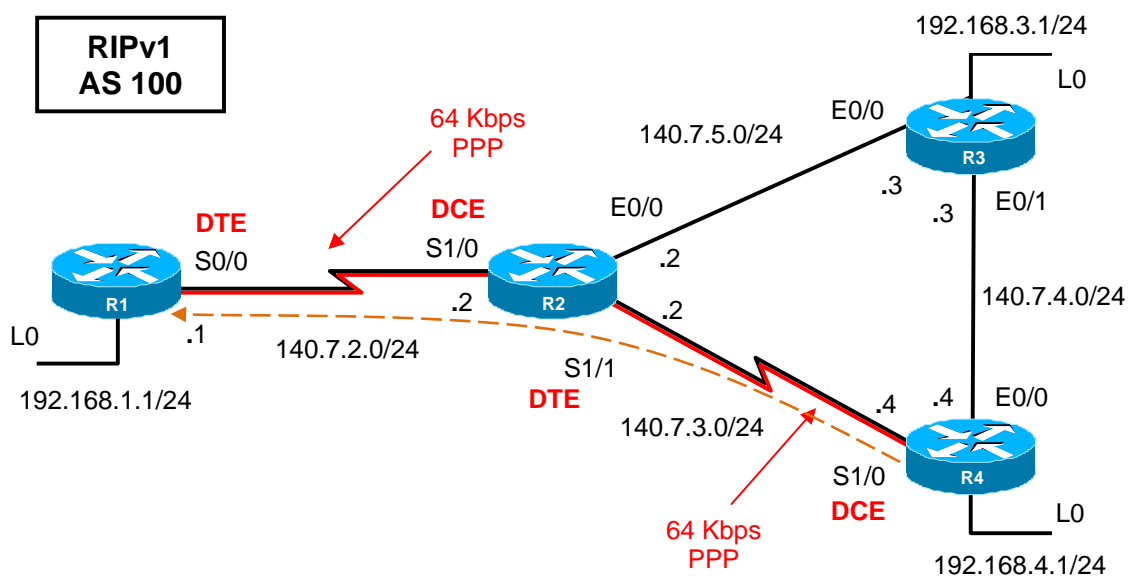 RIPv1
AS 100
192.168.3.1/24
L0
E0/0
R3
64 Kbps
PPP
140.7.5.0/24
.3
.3
E0/1
DTE
DCE
E0/0
S0/0
S1/0
R1
R2
.2
.2
.2
140.7.4.0/24
L0
.1
140.7.2.0/24
S1/1
192.168.1.1/24
DTE
.4
.4
E0/0
140.7.3.0/24
S1/0
R4
DCE
L0
64 Kbps
PPP
192.168.4.1/24